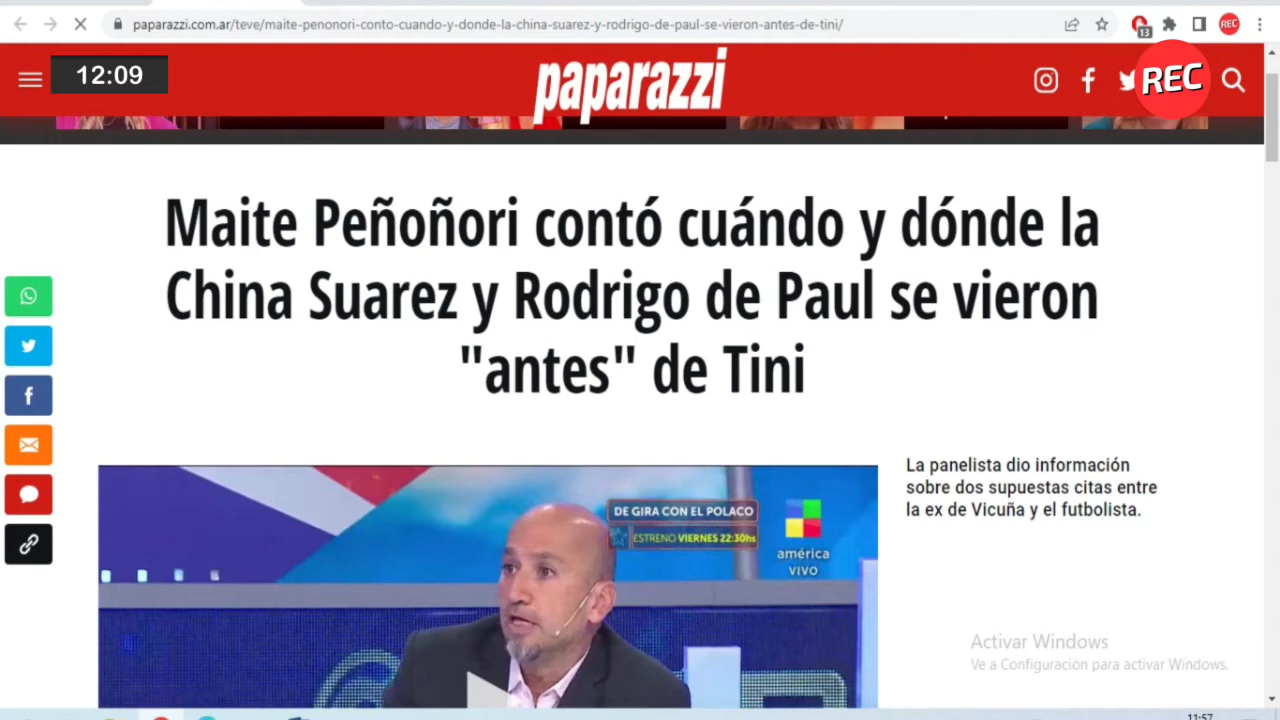 paparazzi.com.ar/teve/maite-penonori-conto-cuando-y-donde-la-china-suarez-y-rodrigo-de-paul-se-vieron-antes-de-tini/
13
REC
12:09
paparazzi
REC
Maite Peñoñori contó cuándo y dónde la
China Suarez y Rodrigo de Paul se vieron
"antes" de Tini
La panelista dio información
sobre dos supuestas citas entre
la ex de Vicuña y el futbolista.
DE GIRA CON EL POLACO
ESTRENO VIERNES 22:30hs
américa
VIVO
Activar Windows
Ve a Configuración para activar Windows.
11:57